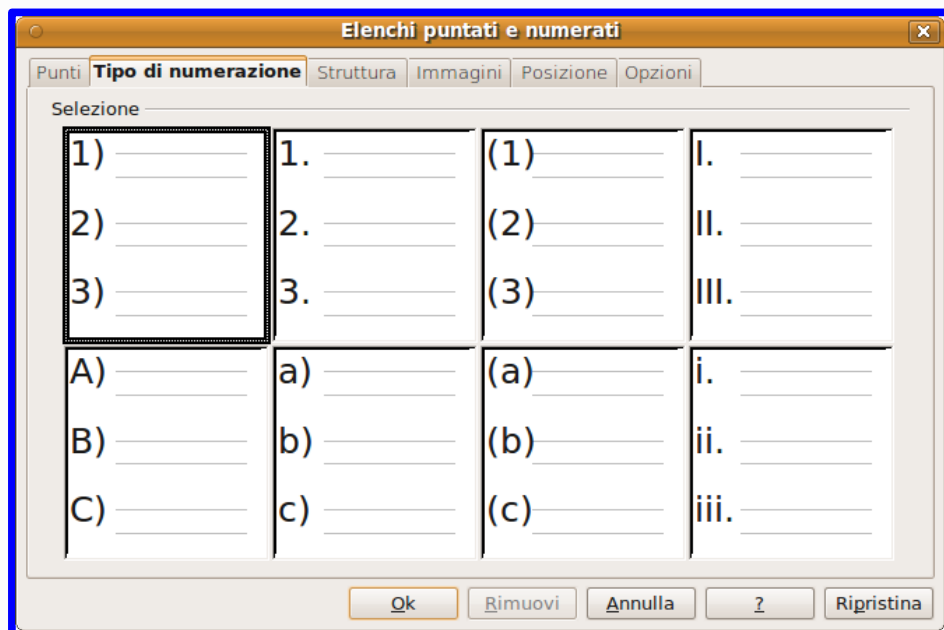 Elenchi puntati e numerati
Punti Tipo di numerazione Struttura Immagini Posizione Opzioni
Selezione
1) 1. (1) I.
2) 2. (2) II.
3) 3. (3) III.
A) a) (a) i.
B) b) (b) ii.
C) c) (c) iii.
Ok Rimuovi Annulla ? Ripristina